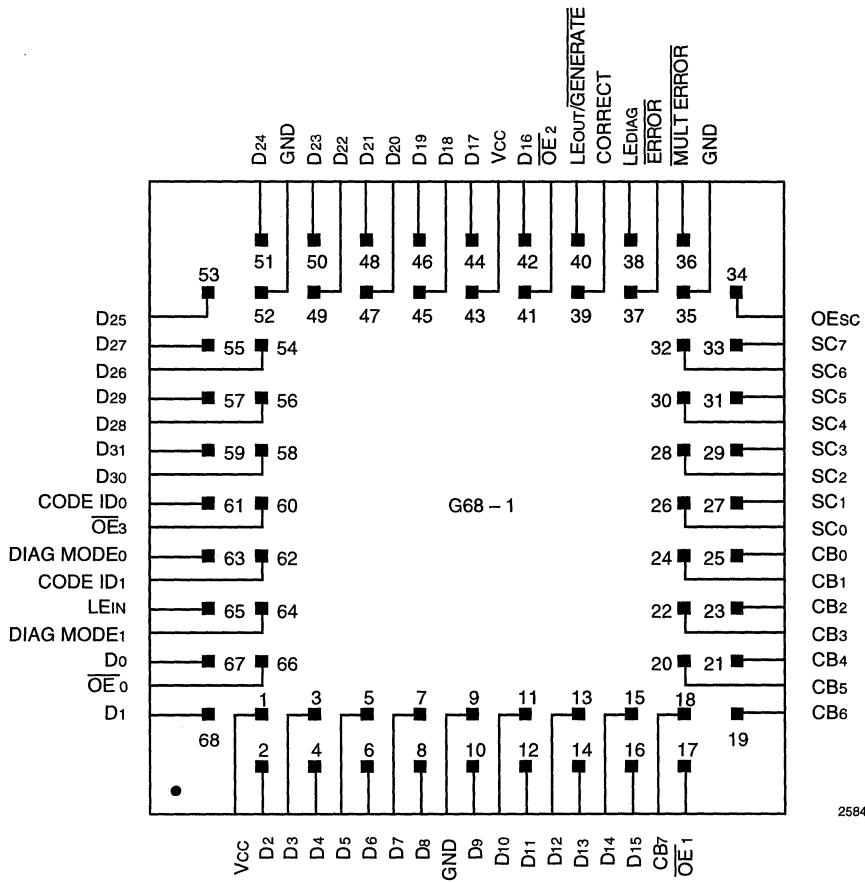 D24 GND D23 D22 D21 D20 D19 D18 D17 VCC D16 OE2 LEOUT/GENERATE CORRECT LEDIAG ERROR MULT ERROR GND
51 50 48 46 44 42 40 38 36
53 34
52 49 47 45 43 41 39 37 35
D25 OESC
D27 55 54 32 33 SC7
D26 SC6
D29 57 56 30 31 SC5
D28 SC4
D31 59 58 28 29 SC3
D30 SC2
CODE ID0 61 60 G68 – 1 26 27 SC1
OE3 SC0
DIAG MODE0 63 62 24 25 CB0
CODE ID1 CB1
LEIN 65 64 22 23 CB2
DIAG MODE1 CB3
D0 67 66 20 21 CB4
OE0 CB5
1 3 5 7 9 11 13 15 18
D1 CB6
68 19
2 4 6 8 10 12 14 16 17
2584
VCC D2 D3 D4 D5 D6 D7 D8 GND D9 D10 D11 D12 D13 D14 D15 CB7 OE1